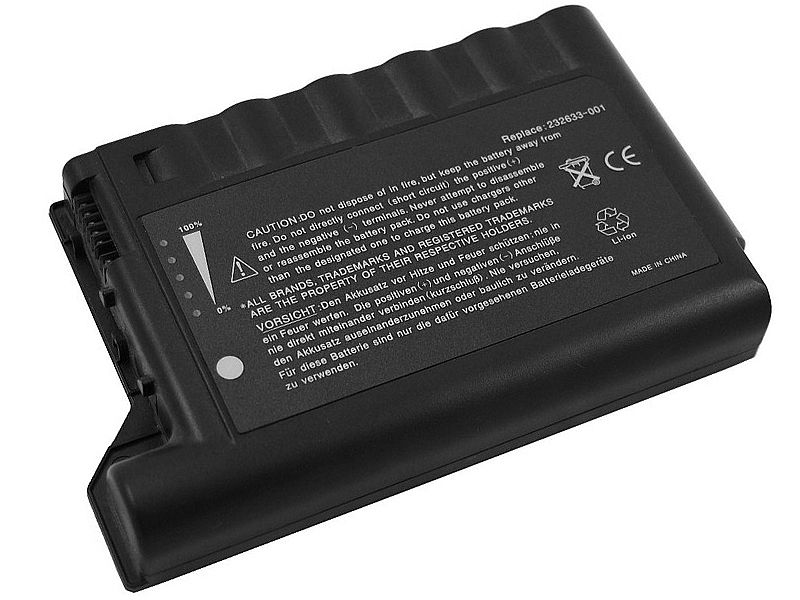 Replace:232633-001
CE
100%
0%
CAUTION:DO not dispose of in fire, but keep the battery away from
fire. Do not directly connect (short circuit) the positive(+)
and the negative (-) terminals. Never attempt to disassemble
or reassemble the battery pack. Do not use chargers other
than the designated one to charge this battery pack.
*ALL BRANDS, TRADEMARKS AND REGISTERED TRADEMARKS
ARE THE PROPERTY OF THEIR RESPECTIVE HOLDERS.
VORSICHT:Den Akkusatz vor Hitze und Feuer schützen:nie in
ein Feuer werfen. Die positiven(+) und negativen(-) Anschlüße
nie direkt miteinander verbinden(kurzschluß). Nie versuchen,
den Akkusatz auseinanderzunehmen oder umzubauen. Nur die
für diese Batterie sind nie dafür vorgesehenen Batterieladegeräte
zu verwenden.
Li-ion
MADE IN CHINA